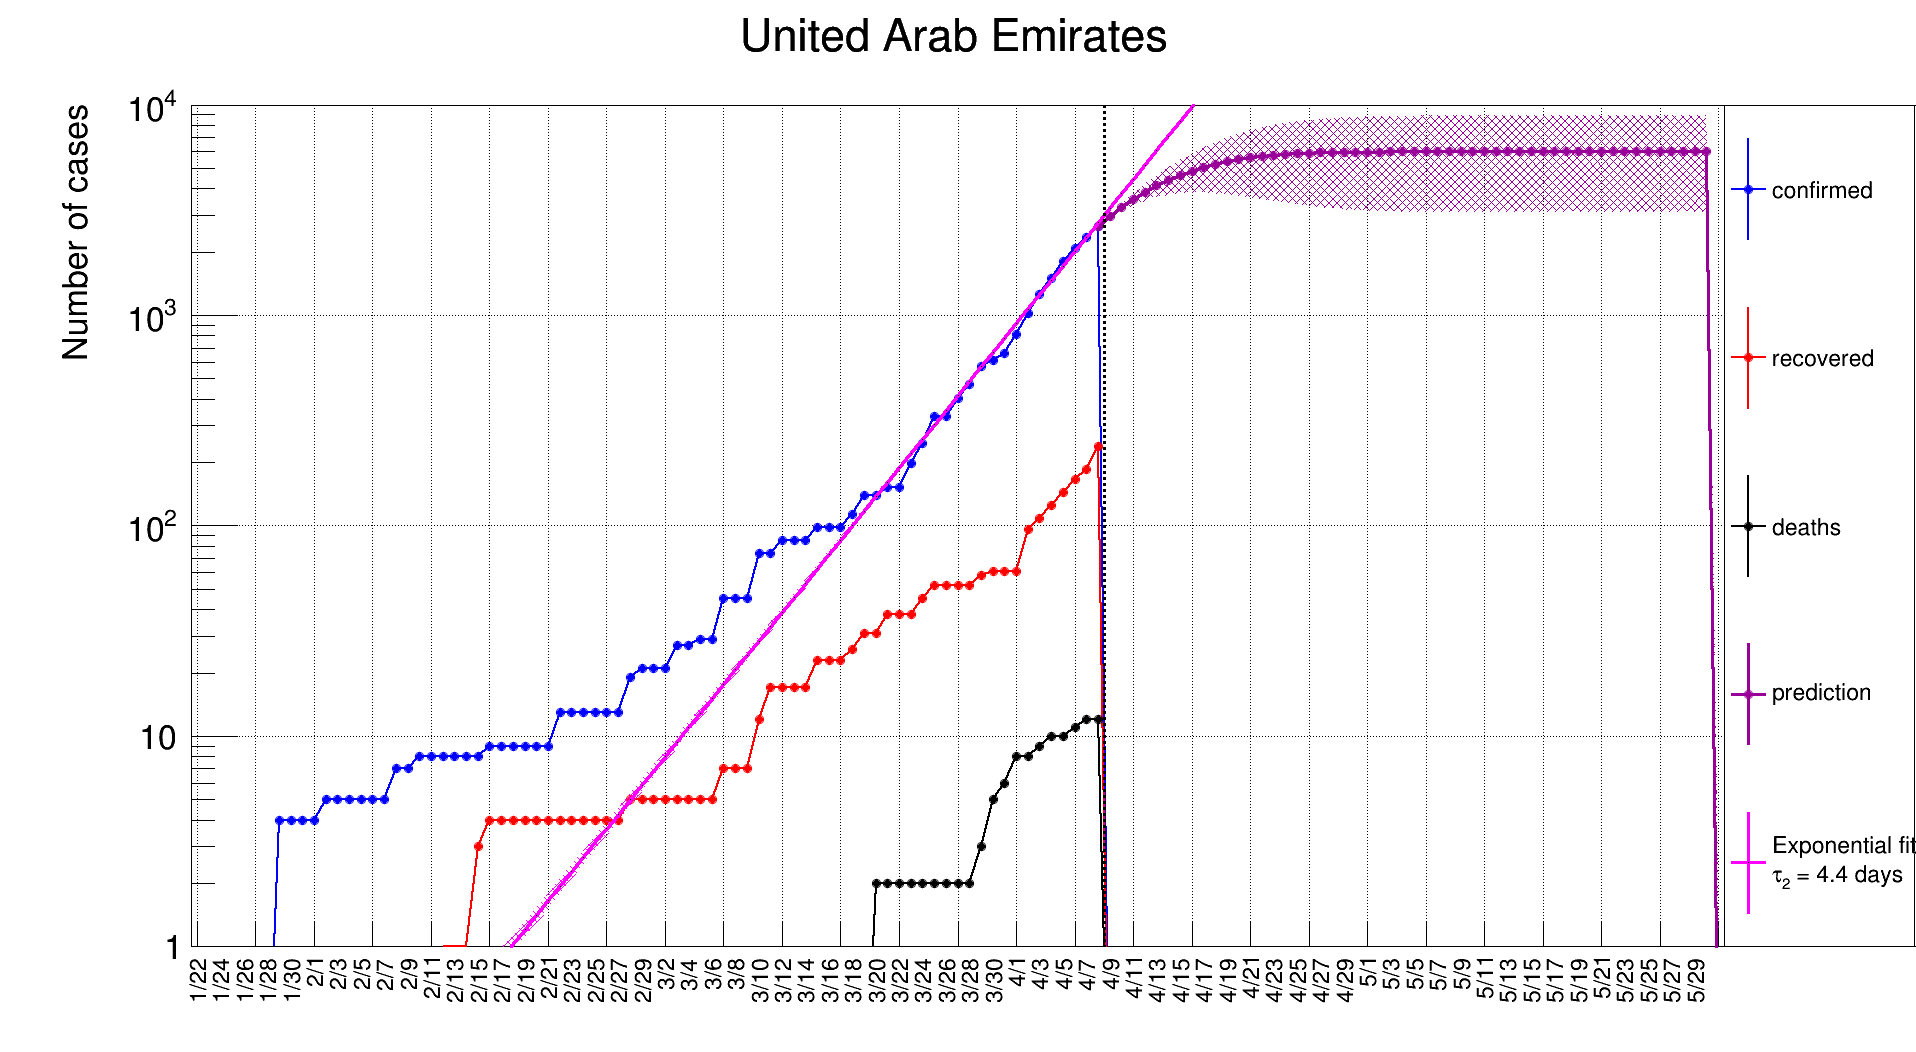 United Arab Emirates
Number of cases
10⁴
10³
10²
10
1
1/22 1/24 1/26 1/28 1/30 2/1 2/3 2/5 2/7 2/9 2/11 2/13 2/15 2/17 2/19 2/21 2/23 2/25 2/27 2/29 3/2 3/4 3/6 3/8 3/10 3/12 3/14 3/16 3/18 3/20 3/22 3/24 3/26 3/28 3/30 4/1 4/3 4/5 4/7 4/9 4/11 4/13 4/15 4/17 4/19 4/21 4/23 4/25 4/27 4/29 5/1 5/3 5/5 5/7 5/9 5/11 5/13 5/15 5/17 5/19 5/21 5/23 5/25 5/27 5/29
confirmed
recovered
deaths
prediction
Exponential fit
τ₂ = 4.4 days